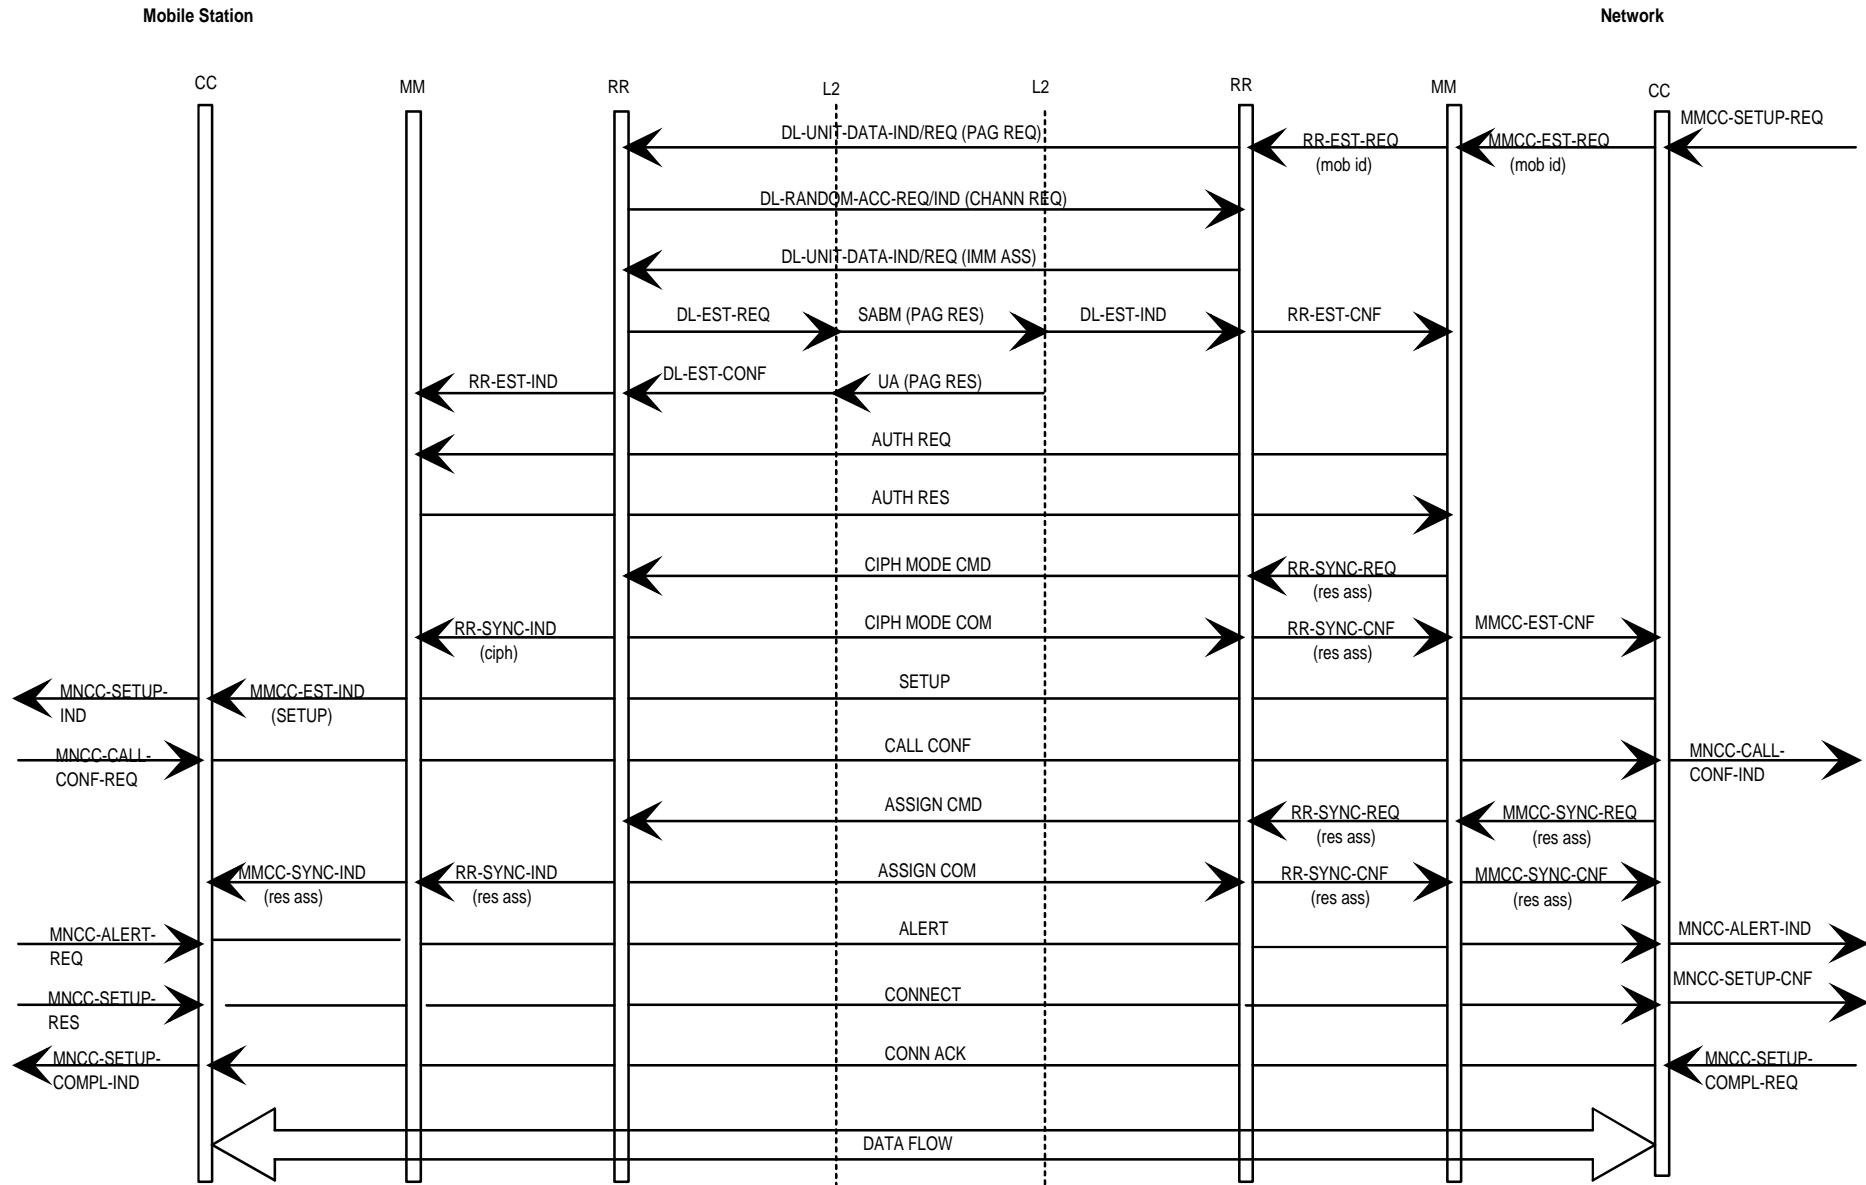 Mobile Station
Network
CC
MM
RR
L2
L2
RR
MM
CC
MMCC-SETUP-REQ
DL-UNIT-DATA-IND/REQ (PAG REQ)
RR-EST-REQ
(mob id)
MMCC-EST-REQ
(mob id)
DL-RANDOM-ACC-REQ/IND (CHANN REQ)
DL-UNIT-DATA-IND/REQ (IMM ASS)
DL-EST-REQ
SABM (PAG RES)
DL-EST-IND
RR-EST-CNF
RR-EST-IND
DL-EST-CONF
UA (PAG RES)
AUTH REQ
AUTH RES
CIPH MODE CMD
RR-SYNC-REQ
(res ass)
RR-SYNC-IND
(ciph)
CIPH MODE COM
RR-SYNC-CNF
(res ass)
MMCC-EST-CNF
MNCC-SETUP-
IND
MMCC-EST-IND
(SETUP)
SETUP
MNCC-CALL-
CONF-REQ
CALL CONF
MNCC-CALL-
CONF-IND
ASSIGN CMD
RR-SYNC-REQ
(res ass)
MMCC-SYNC-REQ
(res ass)
MMCC-SYNC-IND
(res ass)
RR-SYNC-IND
(res ass)
ASSIGN COM
RR-SYNC-CNF
(res ass)
MMCC-SYNC-CNF
(res ass)
MNCC-ALERT-
REQ
ALERT
MNCC-ALERT-IND
MNCC-SETUP-
RES
CONNECT
MNCC-SETUP-CNF
MNCC-SETUP-
COMPL-IND
CONN ACK
MNCC-SETUP-
COMPL-REQ
DATA FLOW